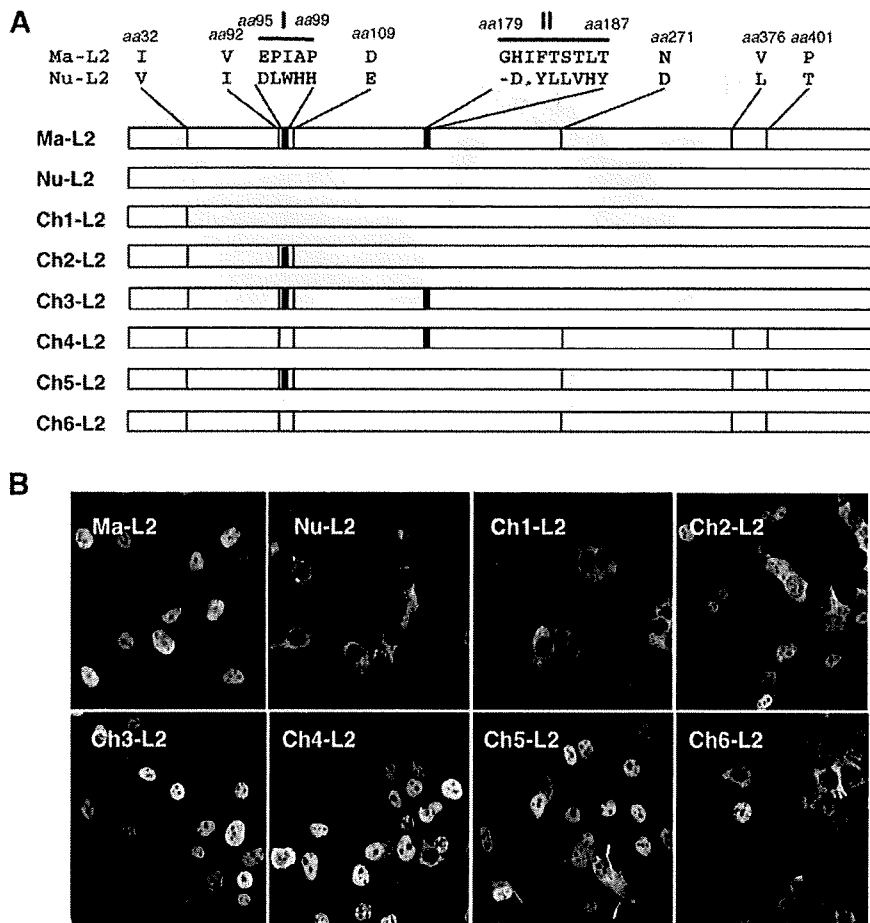 A
I II
aa32 aa92 aa95 aa99 aa109 aa179 aa187 aa271 aa376 aa401
Ma-L2 I V EPIAP D GHIFTSTLT N V P
Nu-L2 V I DLWHH E -D.YLLVHY D L T
Ma-L2
Nu-L2
Ch1-L2
Ch2-L2
Ch3-L2
Ch4-L2
Ch5-L2
Ch6-L2
B
Ma-L2 Nu-L2 Ch1-L2 Ch2-L2
Ch3-L2 Ch4-L2 Ch5-L2 Ch6-L2